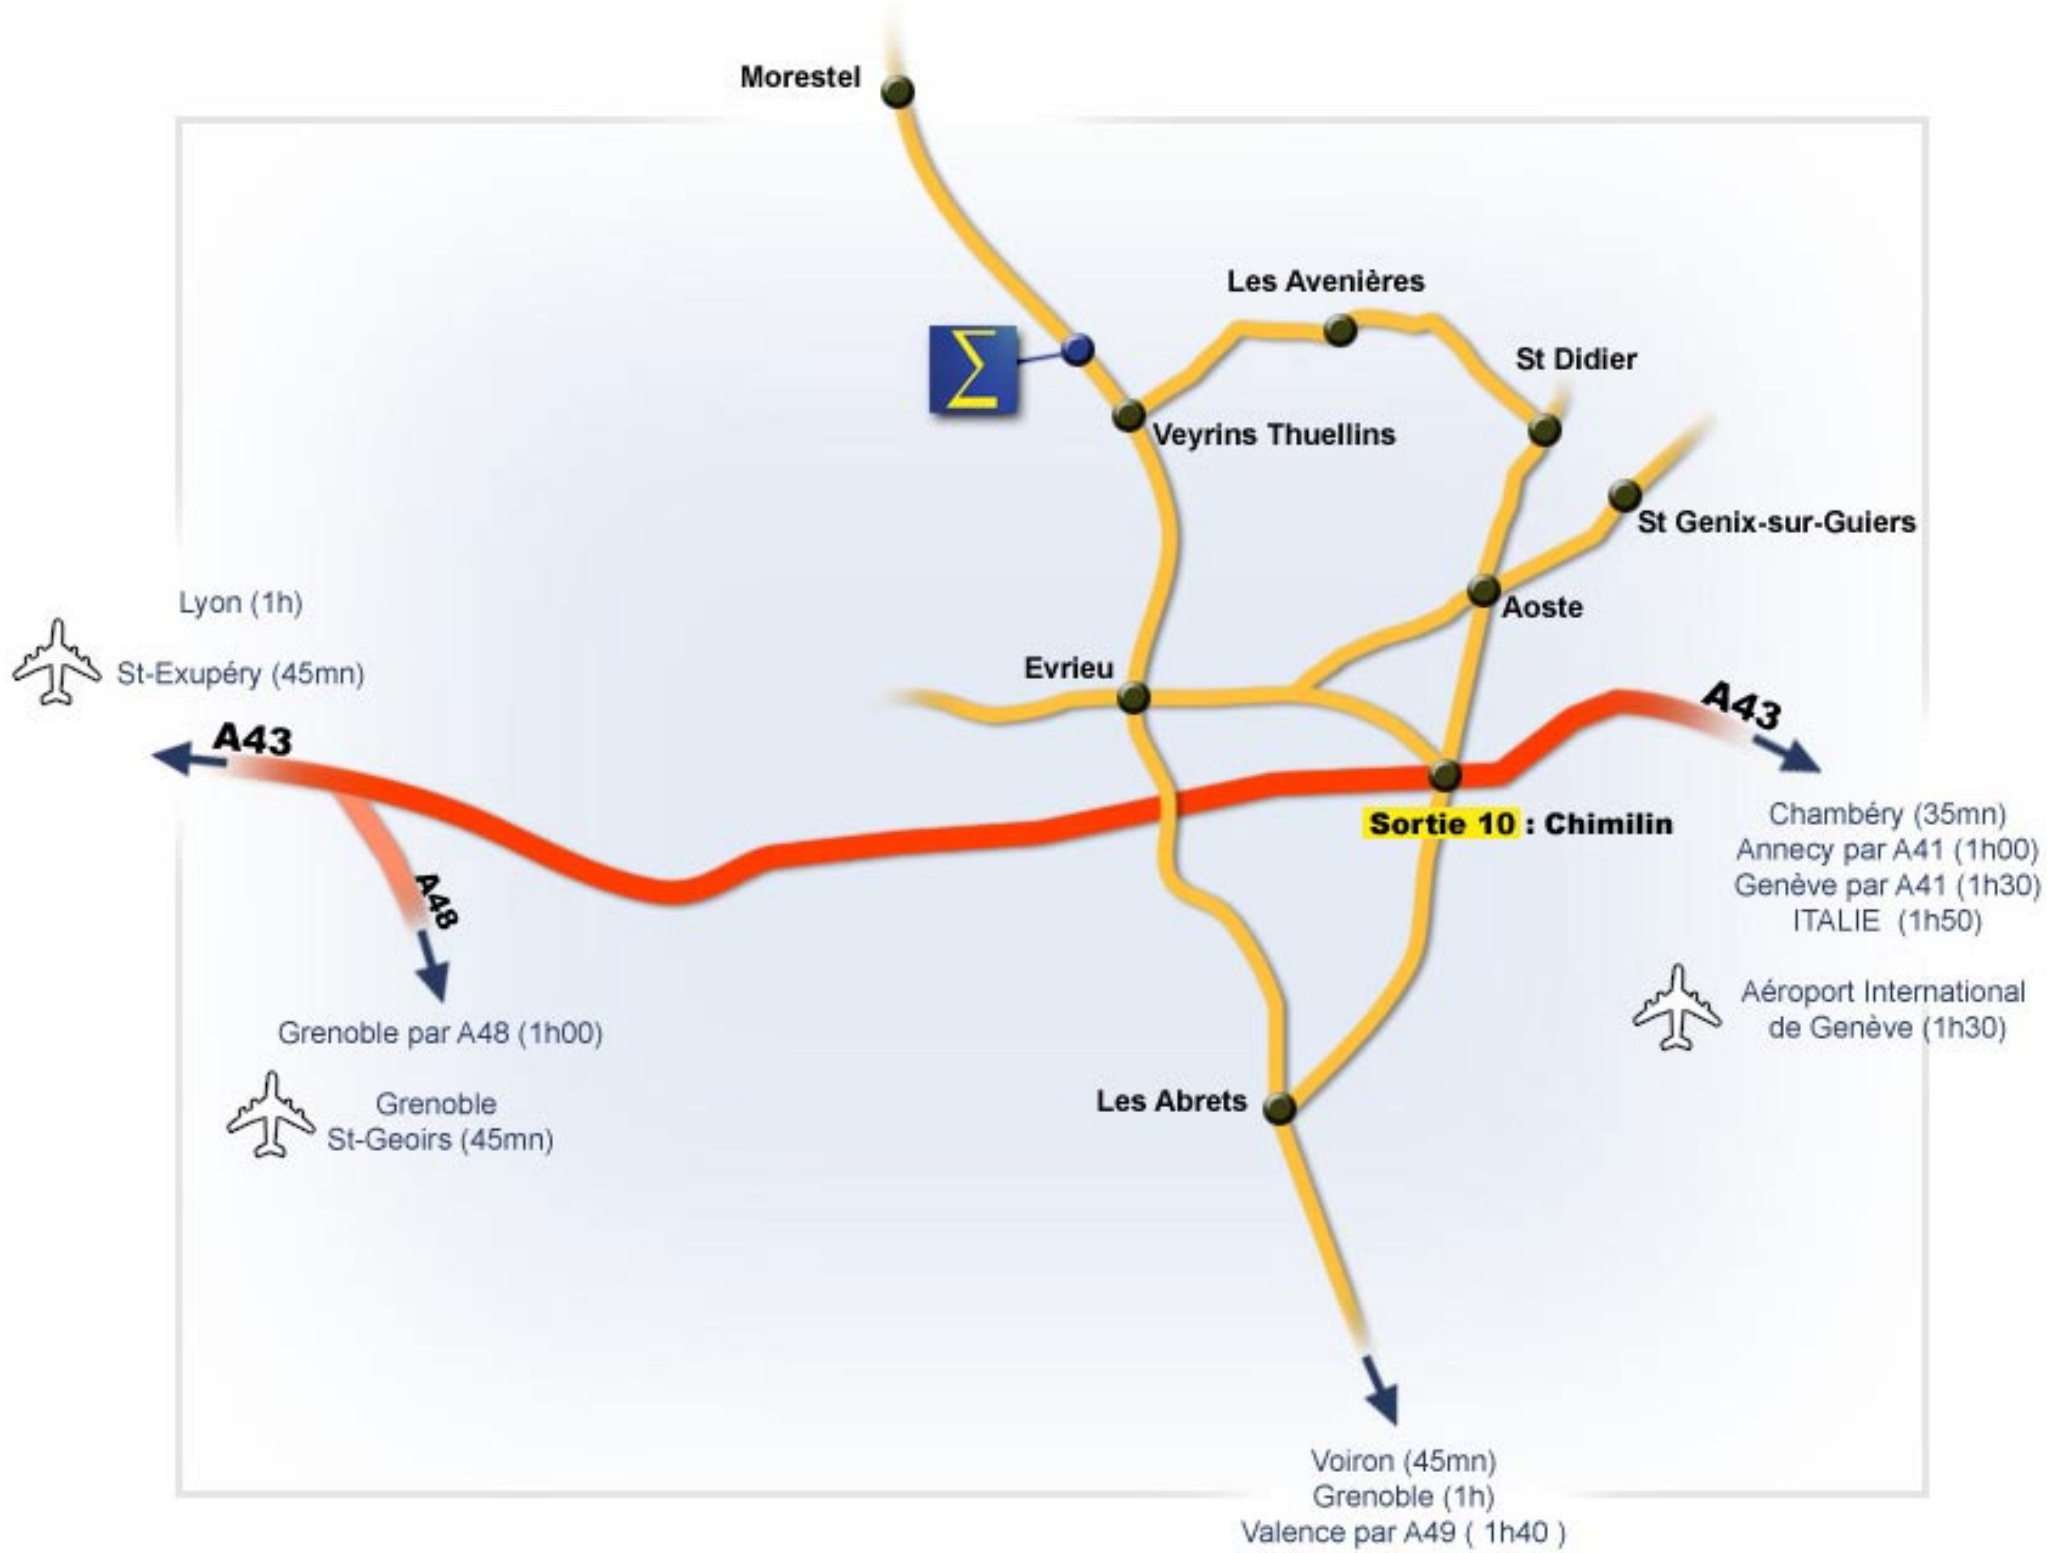 Morestel
Les Avenières
St Didier
Σ
Veyrins Thuellins
St Genix-sur-Guiers
Lyon (1h)
Aoste
St-Exupéry (45mn)
Evrieu
A43
A43
Sortie 10 : Chimilin
Chambéry (35mn)
Annecy par A41 (1h00)
Genève par A41 (1h30)
ITALIE (1h50)
A48
Aéroport International
de Genève (1h30)
Grenoble par A48 (1h00)
Grenoble
St-Geoirs (45mn)
Les Abrets
Voiron (45mn)
Grenoble (1h)
Valence par A49 ( 1h40 )